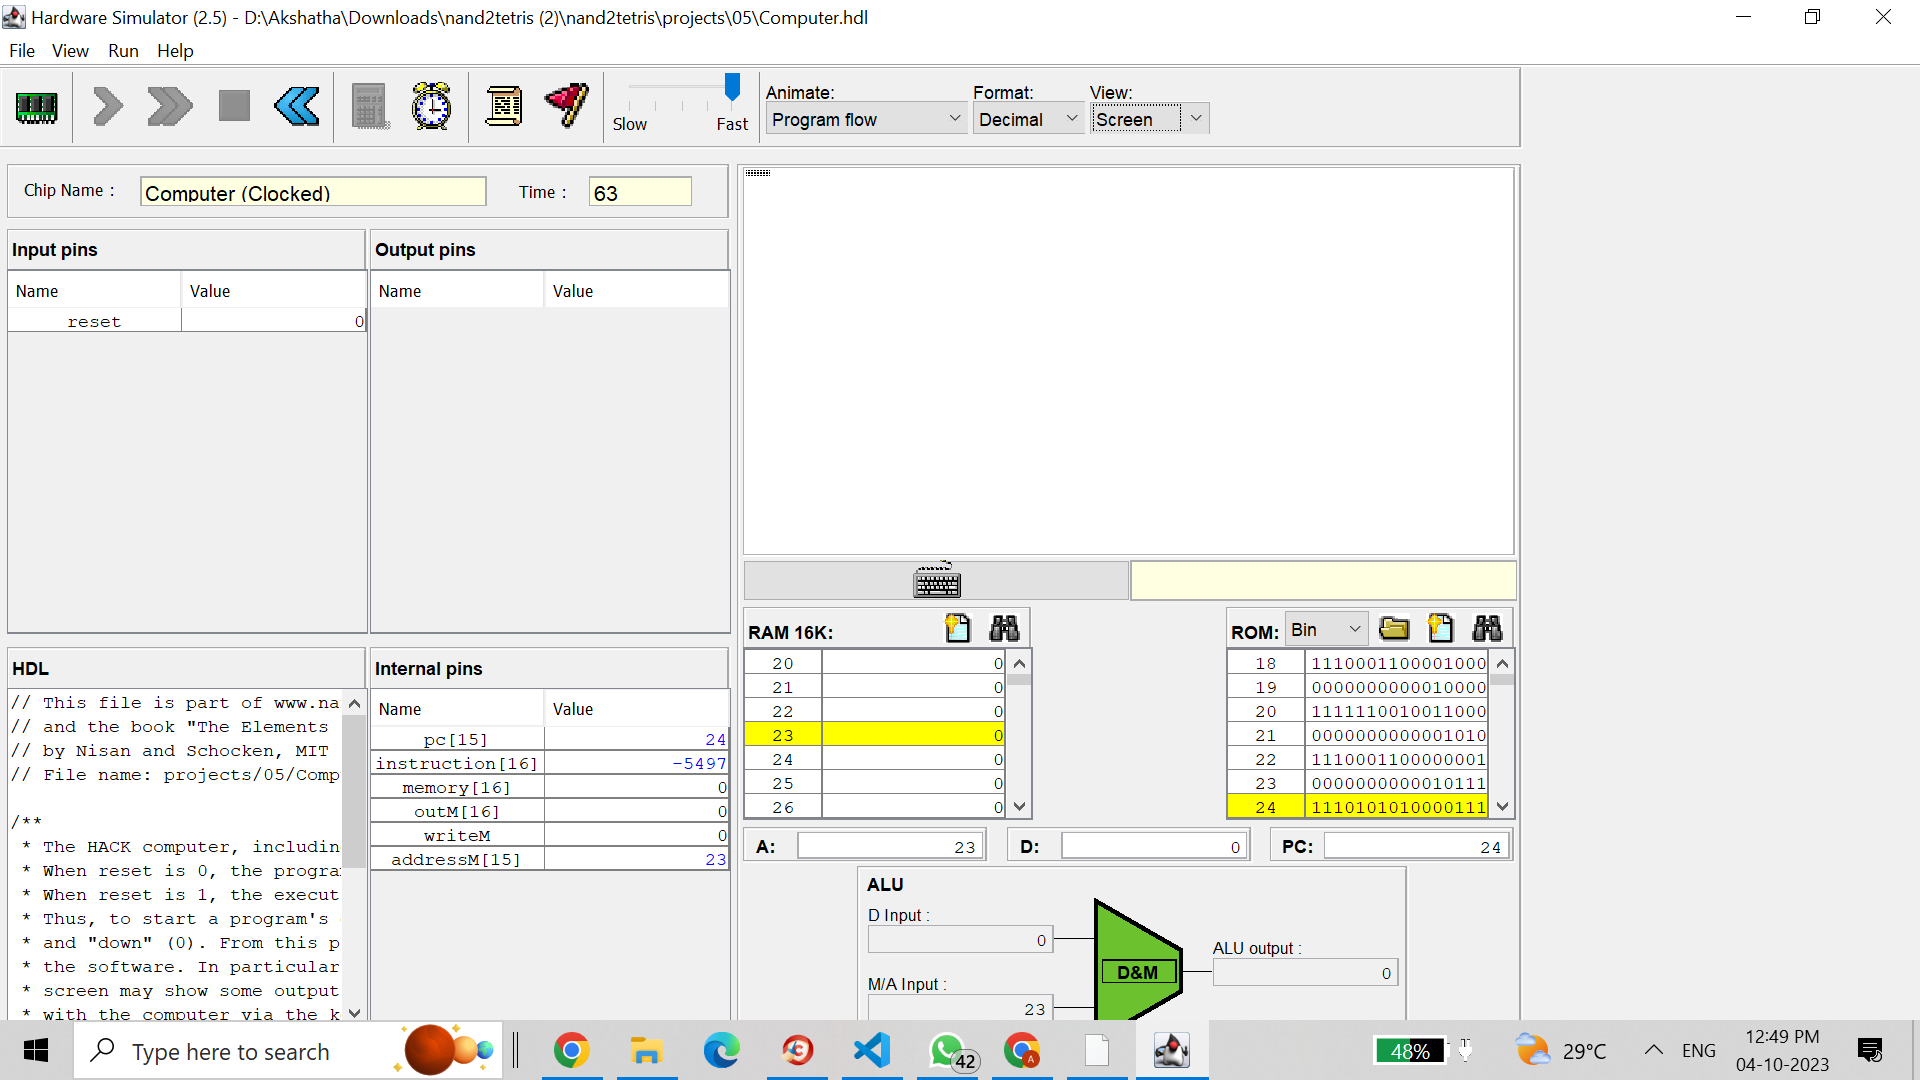 Hardware Simulator (2.5) - D:\Akshatha\Downloads\nand2tetris (2)\nand2tetris\projects\05\Computer.hdl
File View Run Help
Slow Fast
Animate:
Program flow
Format:
Decimal
View:
Screen
Chip Name :
Computer (Clocked)
Time :
63
Input pins
Name Value
reset 0
Output pins
Name Value
HDL
// This file is part of www.na
// and the book "The Elements
// by Nisan and Schocken, MIT
// File name: projects/05/Comp
/**
* The HACK computer, includin
* When reset is 0, the progra
* When reset is 1, the execut
* Thus, to start a program's
* and "down" (0). From this p
* the software. In particular
* screen may show some output
* with the computer via the k
Internal pins
Name Value
pc[15] 24
instruction[16] -5497
memory[16] 0
outM[16] 0
writeM 0
addressM[15] 23
RAM 16K:
20 0
21 0
22 0
23 0
24 0
25 0
26 0
ROM: Bin
18 1110001100001000
19 0000000000010000
20 1111110010011000
21 0000000000001010
22 1110001100000001
23 0000000000010111
24 1110101010000111
A: 23
D: 0
PC: 24
ALU
D Input :
0
M/A Input :
23
D&M
ALU output :
0
Type here to search
42
A
48%
29°C
ENG
12:49 PM
04-10-2023